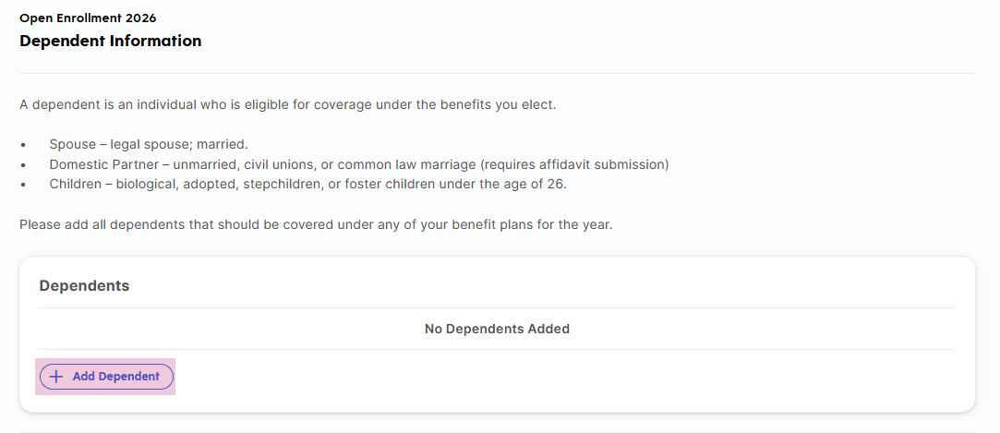 Open Enrollment 2026
Dependent Information
A dependent is an individual who is eligible for coverage under the benefits you elect.
• Spouse – legal spouse; married.
• Domestic Partner – unmarried, civil unions, or common law marriage (requires affidavit submission)
• Children – biological, adopted, stepchildren, or foster children under the age of 26.
Please add all dependents that should be covered under any of your benefit plans for the year.
Dependents
No Dependents Added
+ Add Dependent